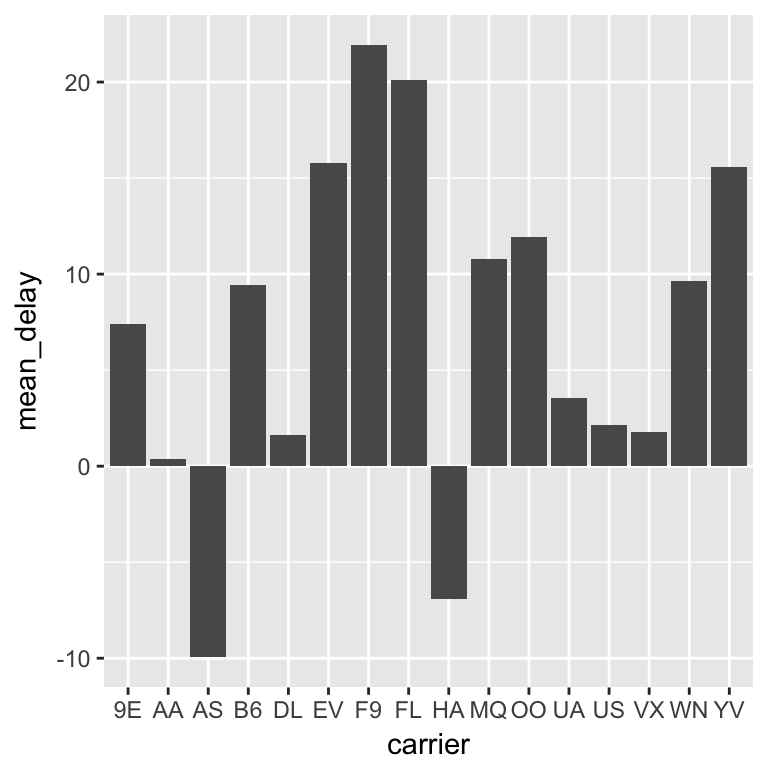 20
10
0
-10
mean_delay
9E AA AS B6 DL EV F9 FL HA MQ OO UA US VX WN YV
carrier